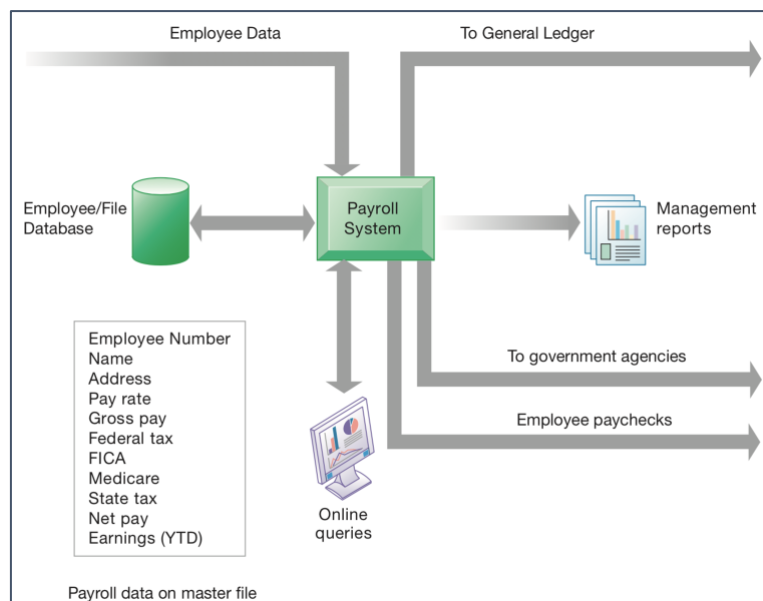 Employee Data
To General Ledger
Employee/File
Database
Payroll
System
Management
reports
Employee Number
Name
Address
Pay rate
Gross pay
Federal tax
FICA
Medicare
State tax
Net pay
Earnings (YTD)
To government agencies
Employee paychecks
Online
queries
Payroll data on master file